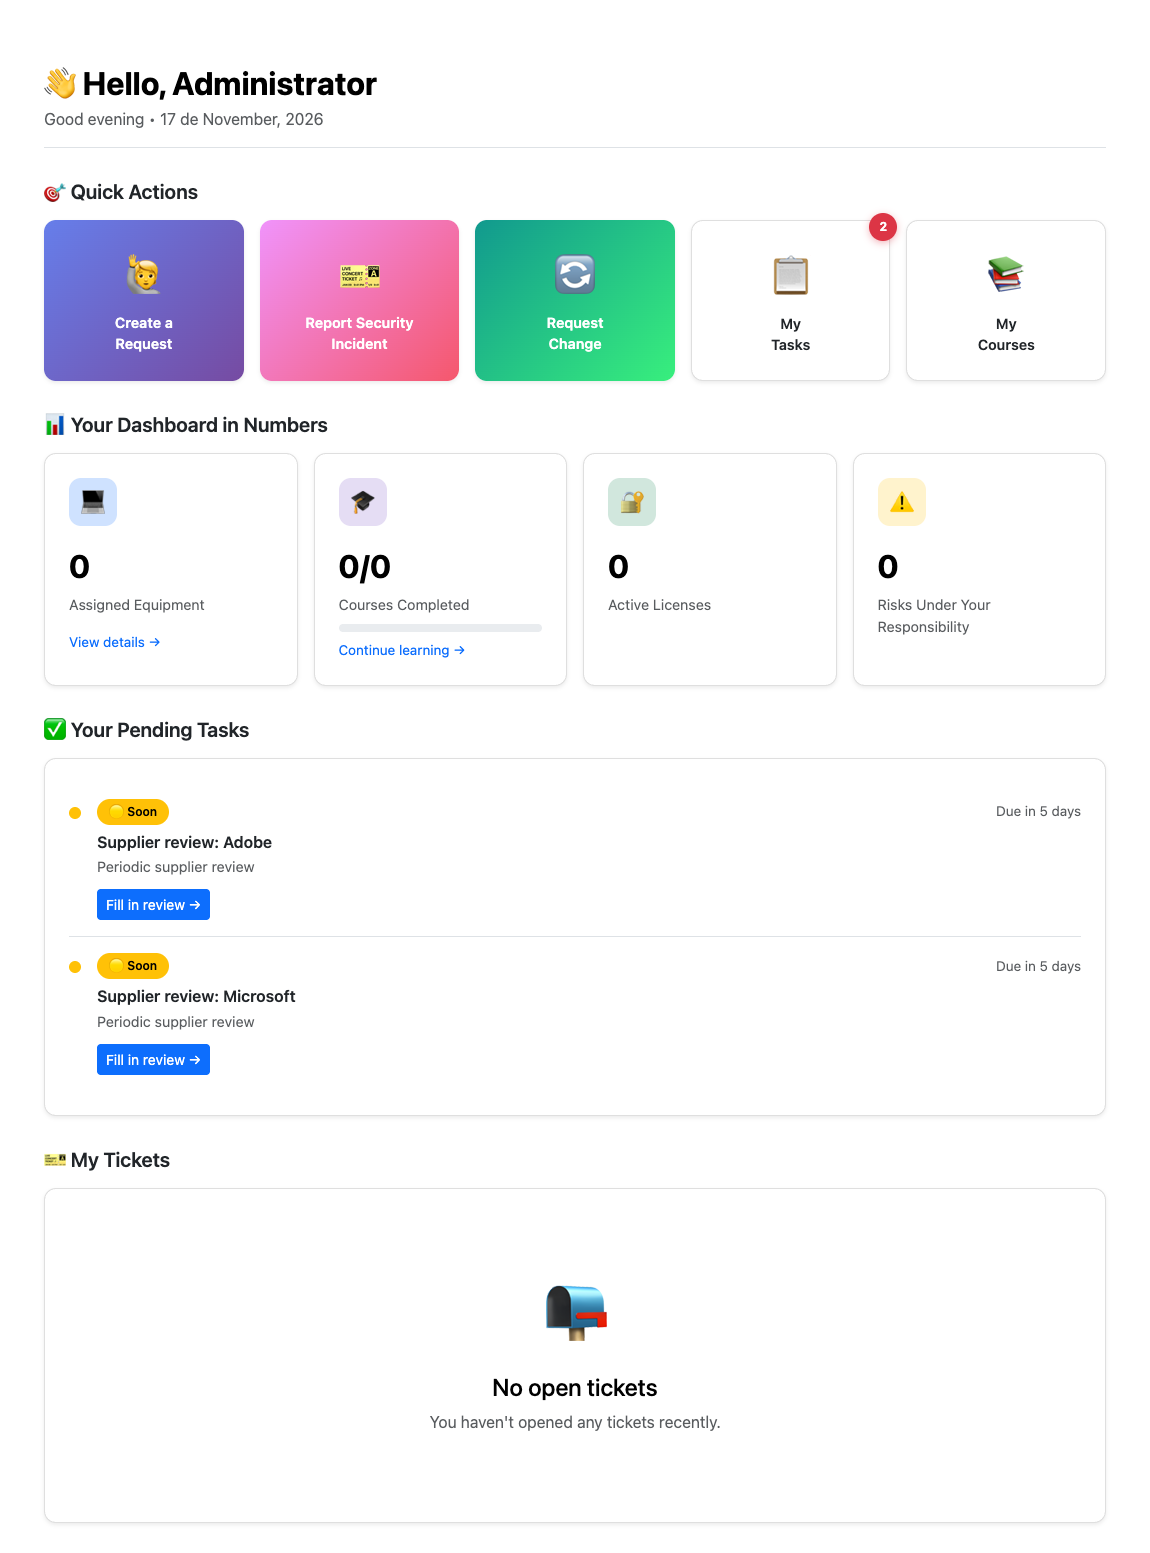 👋 Hello, Administrator
Good evening • 17 de November, 2026
🎯 Quick Actions
Create a
Request
Report Security
Incident
Request
Change
2
My
Tasks
My
Courses
📊 Your Dashboard in Numbers
0
Assigned Equipment
View details →
0/0
Courses Completed
Continue learning →
0
Active Licenses
0
Risks Under Your
Responsibility
✅ Your Pending Tasks
Soon
Due in 5 days
Supplier review: Adobe
Periodic supplier review
Fill in review →
Soon
Due in 5 days
Supplier review: Microsoft
Periodic supplier review
Fill in review →
🎫 My Tickets
No open tickets
You haven't opened any tickets recently.